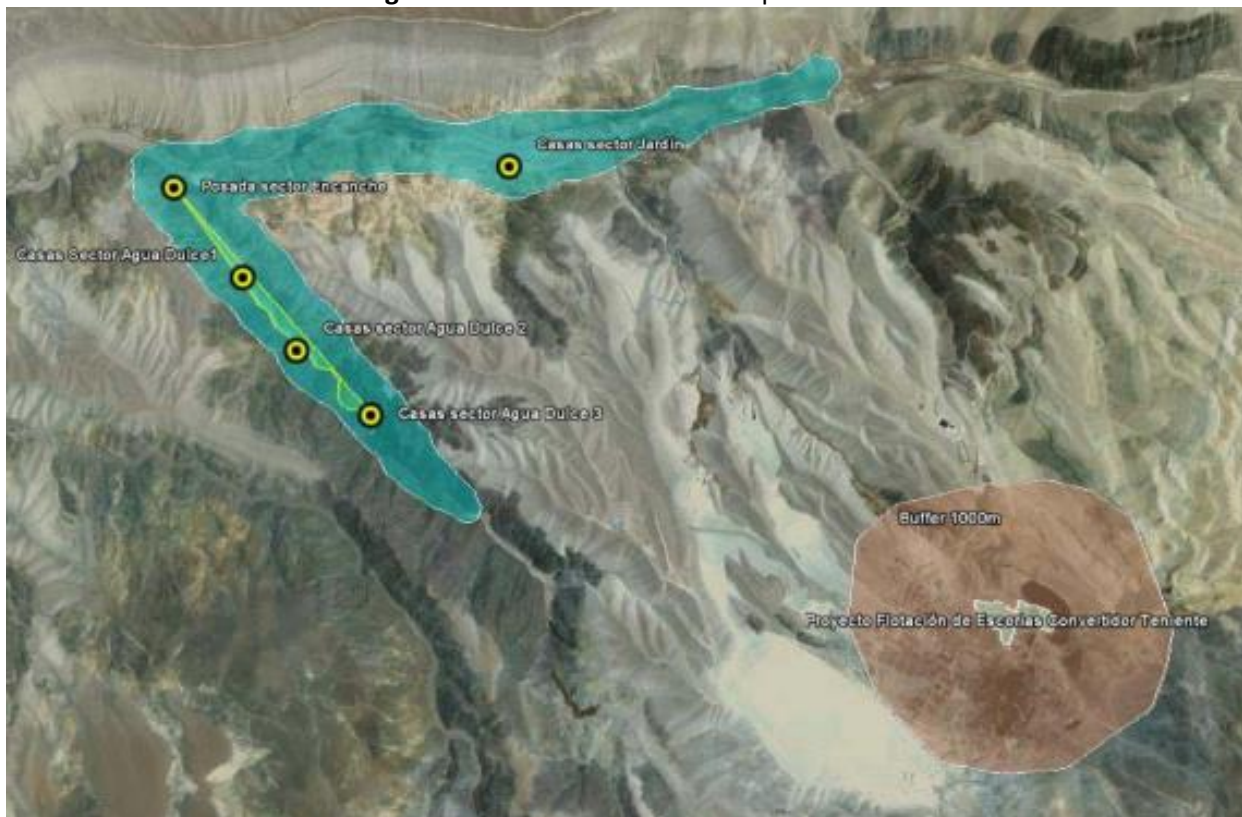 Casas sector Jardín
Posada sector Encanche
Casas Sector Agua Dulce1
Casas sector Agua Dulce 2
Casas sector Agua Dulce 3
Buffer 1000m
Proyecto Flotación de Escorias Convertidor Teniente